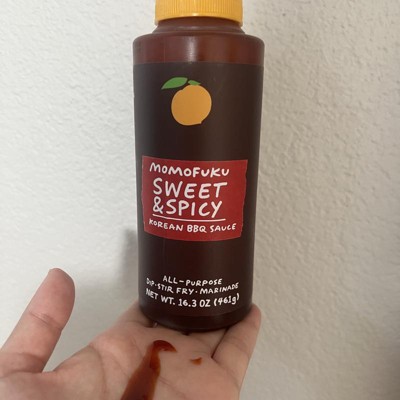 MOMOFUKU
SWEET
&SPICY
KOREAN BBQ SAUCE
ALL-PURPOSE
DIP·STIR FRY·MARINADE
NET WT. 16.3 OZ (461g)